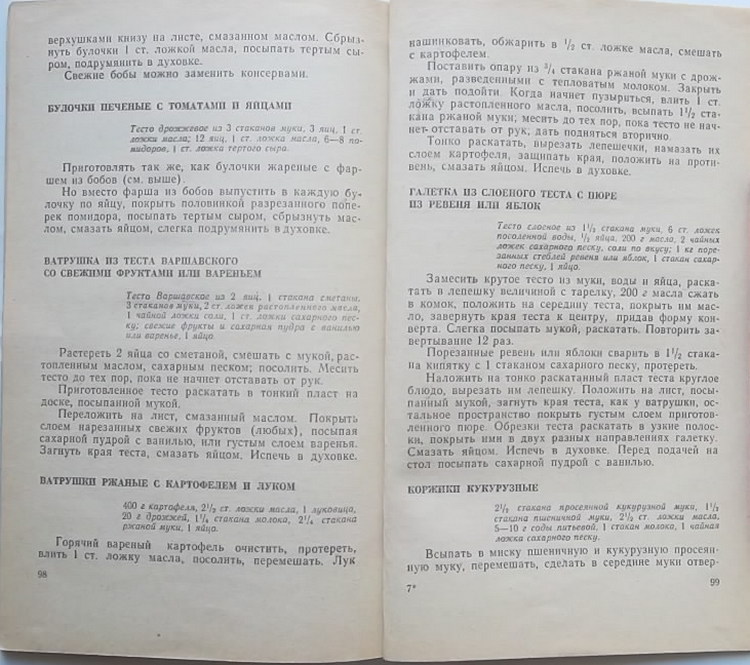 верхушками книзу на листе, смазанном маслом. Сбрыз-
нуть булочки 1 ст. ложкой масла, посыпать тертым сы-
ром, подрумянить в духовке.
Свежие бобы можно заменить консервами.
БУЛОЧКИ ПЕЧЕНЫЕ С ТОМАТАМИ И ЯЙЦАМИ
Тесто дрожжевое из 3 стаканов муки, 3 яиц, 1 ст.
ложки масла; 12 яиц, 1 ст. ложка масла, 6—8 по-
мидоров, 1 ст. ложка тертого сыра.
Приготовлять так же, как булочки жареные с фар-
шем из бобов (см. выше).
Но вместо фарша из бобов выпустить в каждую бу-
лочку по яйцу, покрыть половинкой разрезанного попе-
рек помидора, посыпать тертым сыром, сбрызнуть мас-
лом, смазать яйцом, слегка подрумянить в духовке.
ВАТРУШКА ИЗ ТЕСТА ВАРШАВСКОГО
СО СВЕЖИМИ ФРУКТАМИ ИЛИ ВАРЕНЬЕМ
Тесто Варшавское из 2 яиц, 1 стакана сметаны,
3 стаканов муки, 2 ст. ложек растопленного масла,
1 чайной ложки соли, 1 ст. ложки сахарного пес-
ку; свежие фрукты и сахарная пудра с ванилью
или варенье, 1 яйцо.
Растереть 2 яйца со сметаной, смешать с мукой, рас-
топленным маслом, сахарным песком; посолить. Месить
тесто до тех пор, пока не начнет отставать от рук.
Приготовленное тесто раскатать в тонкий пласт на
доске, посыпанной мукой.
Переложить на лист, смазанный маслом. Покрыть
слоем нарезанных свежих фруктов (любых), посыпая
сахарной пудрой с ванилью, или густым слоем варенья.
Загнуть края теста, смазать яйцом. Испечь в духовке.
ВАТРУШКИ РЖАНЫЕ С КАРТОФЕЛЕМ И ЛУКОМ
400 г картофеля, 2½ ст. ложки масла, 1 луковица,
20 г дрожжей, 1¼ стакана молока, 2¼ стакана
ржаной муки, 1 яйцо.
Горячий вареный картофель очистить, протереть,
влить 1 ст. ложку масла, посолить, перемешать. Лук
98
нашинковать, обжарить в ½ ст. ложке масла, смешать
с картофелем.
Поставить опару из ¾ стакана ржаной муки с дрож-
жами, разведенными с тепловатым молоком. Закрыть
и дать подойти. Когда начнет пузыриться, влить 1 ст.
ложку растопленного масла, посолить, всыпать 1½ ста-
кана ржаной муки; месить до тех пор, пока тесто не нач-
нет отставать от рук; дать подняться вторично.
Тонко раскатать, вырезать лепешечки, намазать их
слоем картофеля, защипать края, положить на проти-
вень, смазать яйцом. Испечь в духовке.
ГАЛЕТКА ИЗ СЛОЕНОГО ТЕСТА С ПЮРЕ
ИЗ РЕВЕНЯ ИЛИ ЯБЛОК
Тесто слоеное из 1½ стакана муки, 6 ст. ложек
посоленной воды, ½ яйца, 200 г масла, 2 чайных
ложек сахарного песку, соли по вкусу; 1 кг поре-
занных стеблей ревеня или яблок, 1 стакан сахар-
ного песку, 1 яйцо.
Замесить крутое тесто из муки, воды и яйца, раска-
тать в лепешку величиной с тарелку, 200 г масла сжать
в комок, положить на середину теста, покрыть им мас-
ло, завернуть края теста к центру, придав форму кон-
верта. Слегка посыпать мукой, раскатать. Повторить за-
вертывание 12 раз.
Порезанные ревень или яблоки сварить в 1½ стака-
на кипятку с 1 стаканом сахарного песку, протереть.
Наложить на тонко раскатанный пласт теста круглое
блюдо, вырезать им лепешку. Положить на лист, посы-
панный мукой, загнуть края теста, как у ватрушки, ос-
тальное пространство покрыть густым слоем приготов-
ленного пюре. Обрезки теста раскатать в узкие полос-
ки, покрыть ими в двух разных направлениях галетку.
Смазать яйцом. Испечь в духовке. Перед подачей на
стол посыпать сахарной пудрой с ванилью.
КОРЖИКИ КУКУРУЗНЫЕ
2½ стакана просеянной кукурузной муки, 1½
стакана пшеничной муки, 2½ ст. ложки масла,
5—10 г соды питьевой, 1 стакан молока, 1 чайная
ложка сахарного песку.
Всыпать в миску пшеничную и кукурузную просеян-
ную муку, перемешать, сделать в середине муки отвер-
7*
99